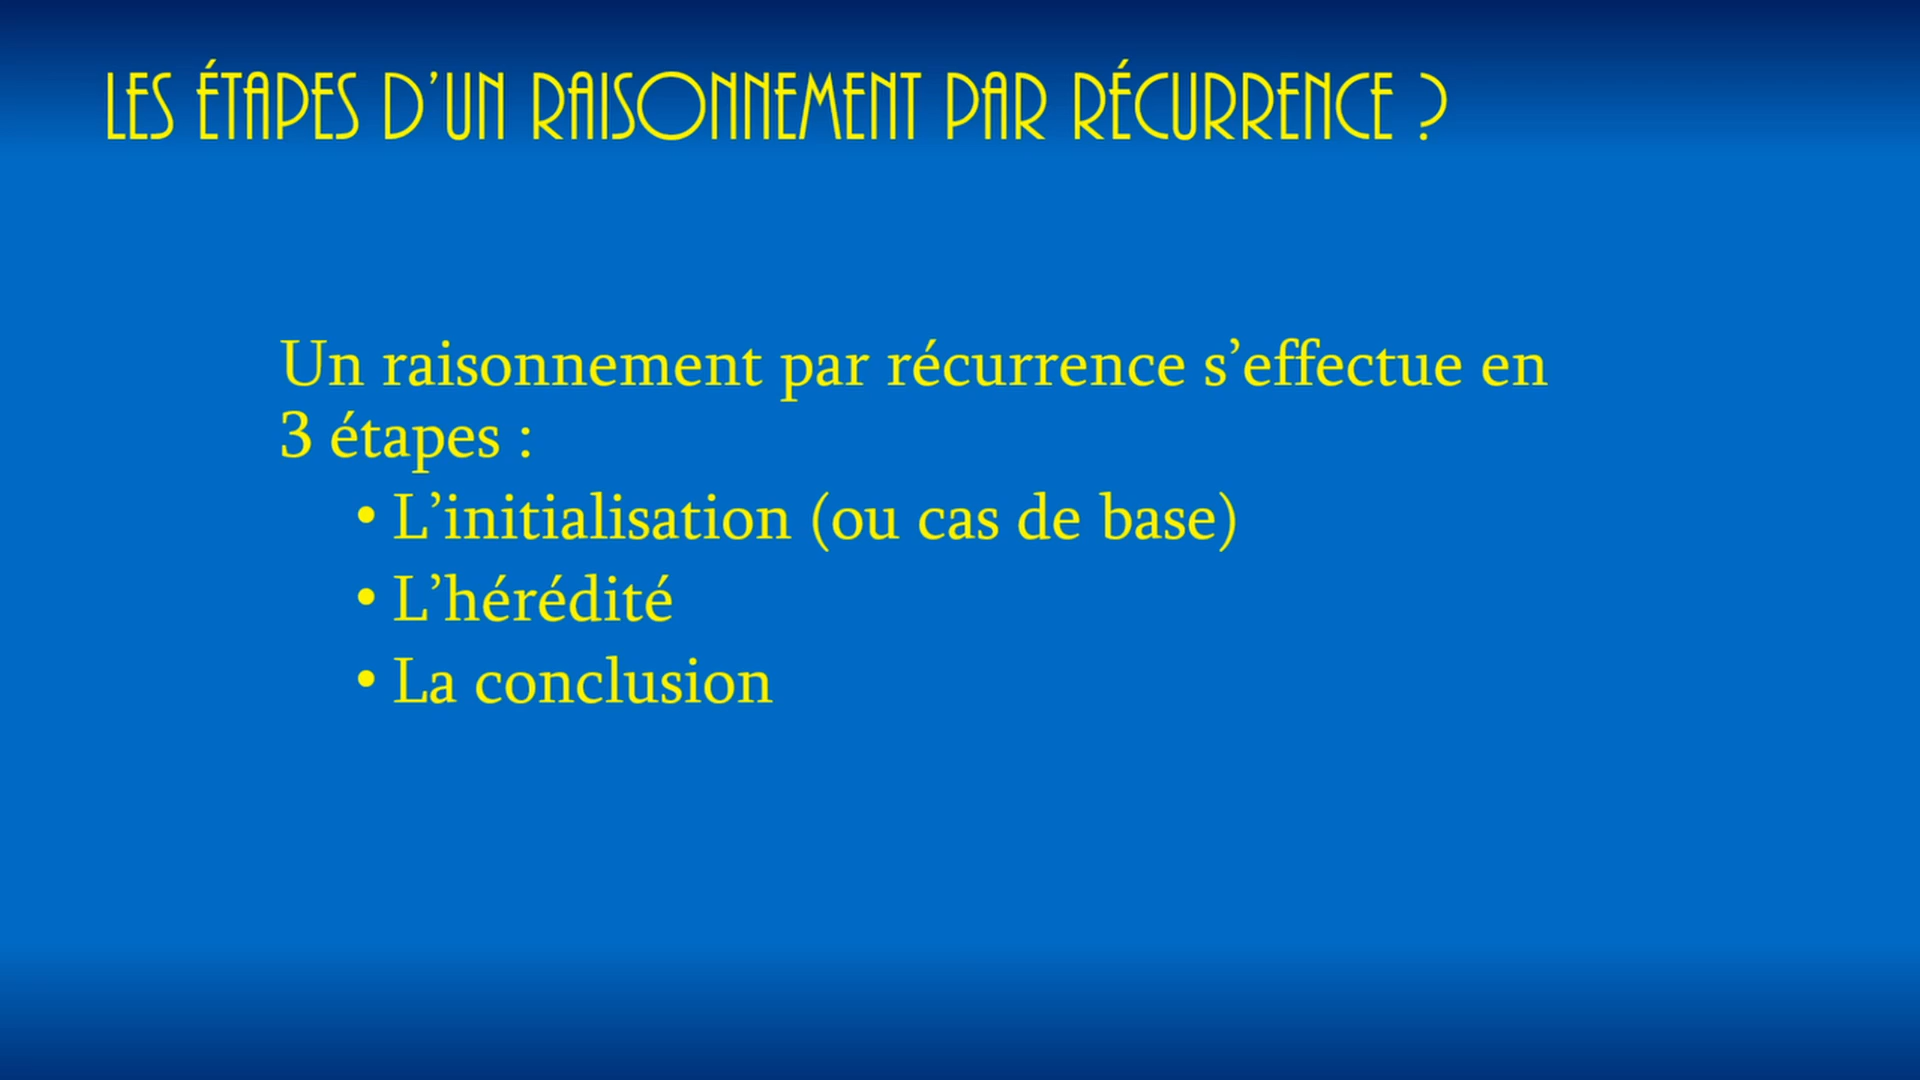 LES ÉTAPES D’UN RAISONNEMENT PAR RÉCURRENCE ?
Un raisonnement par récurrence s’effectue en
3 étapes :
• L’initialisation (ou cas de base)
• L’hérédité
• La conclusion